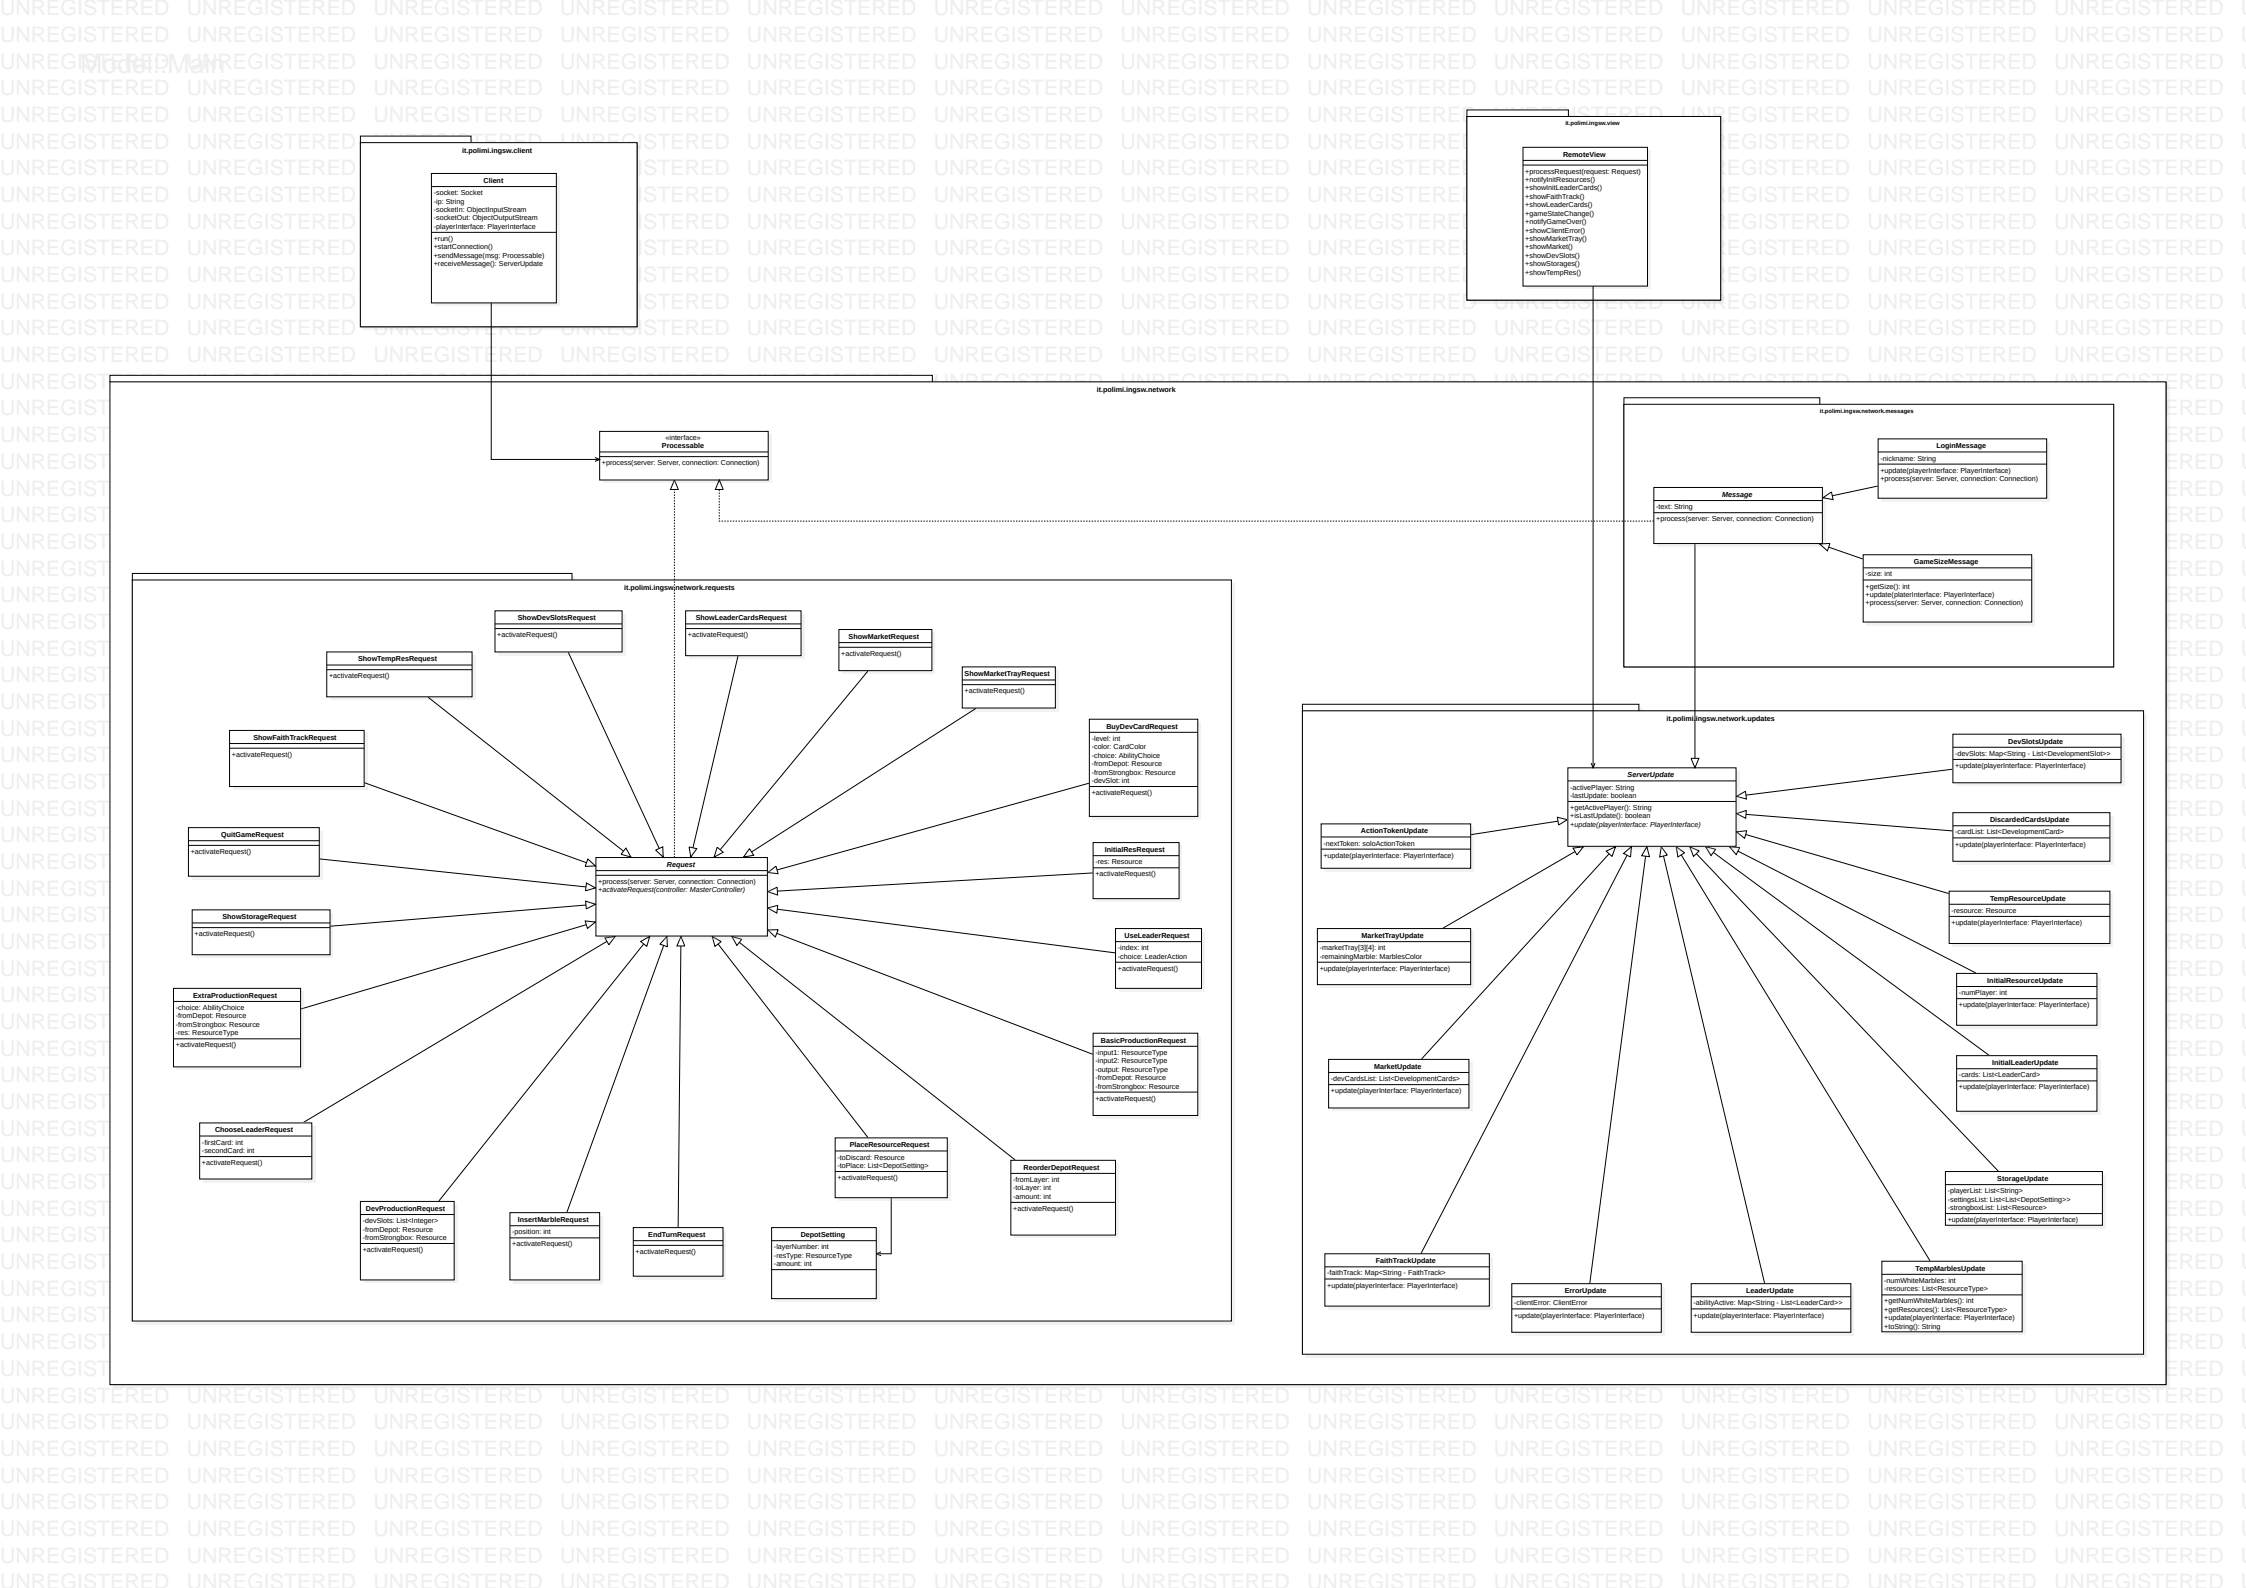 Model::Main
it.polimi.ingsw.client
Client
-socket: Socket
-ip: String
-socketIn: ObjectInputStream
-socketOut: ObjectOutputStream
-playerInterface: PlayerInterface
+run()
+startConnection()
+sendMessage(msg: Processable)
+receiveMessage(): ServerUpdate
it.polimi.ingsw.view
RemoteView
+processRequest(request: Request)
+notifyInitResources()
+showInitLeaderCards()
+showFaithTrack()
+showLeaderCards()
+gameStateChange()
+notifyGameOver()
+showClientError()
+showMarketTray()
+showMarket()
+showDevSlots()
+showStorages()
+showTempRes()
it.polimi.ingsw.network
«interface»
Processable
+process(server: Server, connection: Connection)
it.polimi.ingsw.network.messages
LoginMessage
-nickname: String
+update(playerInterface: PlayerInterface)
+process(server: Server, connection: Connection)
Message
-text: String
+process(server: Server, connection: Connection)
GameSizeMessage
-size: int
+getSize(): int
+update(platerInterface: PlayerInterface)
+process(server: Server, connection: Connection)
it.polimi.ingsw.network.requests
ShowDevSlotsRequest
+activateRequest()
ShowLeaderCardsRequest
+activateRequest()
ShowMarketRequest
+activateRequest()
ShowTempResRequest
+activateRequest()
ShowMarketTrayRequest
+activateRequest()
BuyDevCardRequest
-level: int
-color: CardColor
-choice: AbilityChoice
-fromDepot: Resource
-fromStrongbox: Resource
-devSlot: int
+activateRequest()
ShowFaithTrackRequest
+activateRequest()
QuitGameRequest
+activateRequest()
InitialResRequest
-res: Resource
+activateRequest()
Request
+process(server: Server, connection: Connection)
+activateRequest(controller: MasterController)
ShowStorageRequest
+activateRequest()
UseLeaderRequest
-index: int
-choice: LeaderAction
+activateRequest()
ExtraProductionRequest
-choice: AbilityChoice
-fromDepot: Resource
-fromStrongbox: Resource
-res: ResourceType
+activateRequest()
BasicProductionRequest
-input1: ResourceType
-input2: ResourceType
-output: ResourceType
-fromDepot: Resource
-fromStrongbox: Resource
+activateRequest()
ChooseLeaderRequest
-firstCard: int
-secondCard: int
+activateRequest()
PlaceResourceRequest
-toDiscard: Resource
-toPlace: List<DepotSetting>
+activateRequest()
ReorderDepotRequest
-fromLayer: int
-toLayer: int
-amount: int
+activateRequest()
DevProductionRequest
-devSlots: List<Integer>
-fromDepot: Resource
-fromStrongbox: Resource
+activateRequest()
InsertMarbleRequest
-position: int
+activateRequest()
EndTurnRequest
+activateRequest()
DepotSetting
-layerNumber: int
-resType: ResourceType
-amount: int
it.polimi.ingsw.network.updates
DevSlotsUpdate
-devSlots: Map<String - List<DevelopmentSlot>>
+update(playerInterface: PlayerInterface)
ServerUpdate
-activePlayer: String
-lastUpdate: boolean
+getActivePlayer(): String
+isLastUpdate(): boolean
+update(playerInterface: PlayerInterface)
ActionTokenUpdate
-nextToken: soloActionToken
+update(playerInterface: PlayerInterface)
DiscardedCardsUpdate
-cardList: List<DevelopmentCard>
+update(playerInterface: PlayerInterface)
TempResourceUpdate
-resource: Resource
+update(playerInterface: PlayerInterface)
MarketTrayUpdate
-marketTray[3][4]: int
-remainingMarble: MarblesColor
+update(playerInterface: PlayerInterface)
InitialResourceUpdate
-numPlayer: int
+update(playerInterface: PlayerInterface)
MarketUpdate
-devCardsList: List<DevelopmentCards>
+update(playerInterface: PlayerInterface)
InitialLeaderUpdate
-cards: List<LeaderCard>
+update(playerInterface: PlayerInterface)
StorageUpdate
-playerList: List<String>
-settingsList: List<List<DepotSetting>>
-strongboxList: List<Resource>
+update(playerInterface: PlayerInterface)
FaithTrackUpdate
-faithTrack: Map<String - FaithTrack>
+update(playerInterface: PlayerInterface)
ErrorUpdate
-clientError: ClientError
+update(playerInterface: PlayerInterface)
LeaderUpdate
-abilityActive: Map<String - List<LeaderCard>>
+update(playerInterface: PlayerInterface)
TempMarblesUpdate
-numWhiteMarbles: int
-resources: List<ResourceType>
+getNumWhiteMarbles(): int
+getResources(): List<ResourceType>
+update(playerInterface: PlayerInterface)
+toString(): String